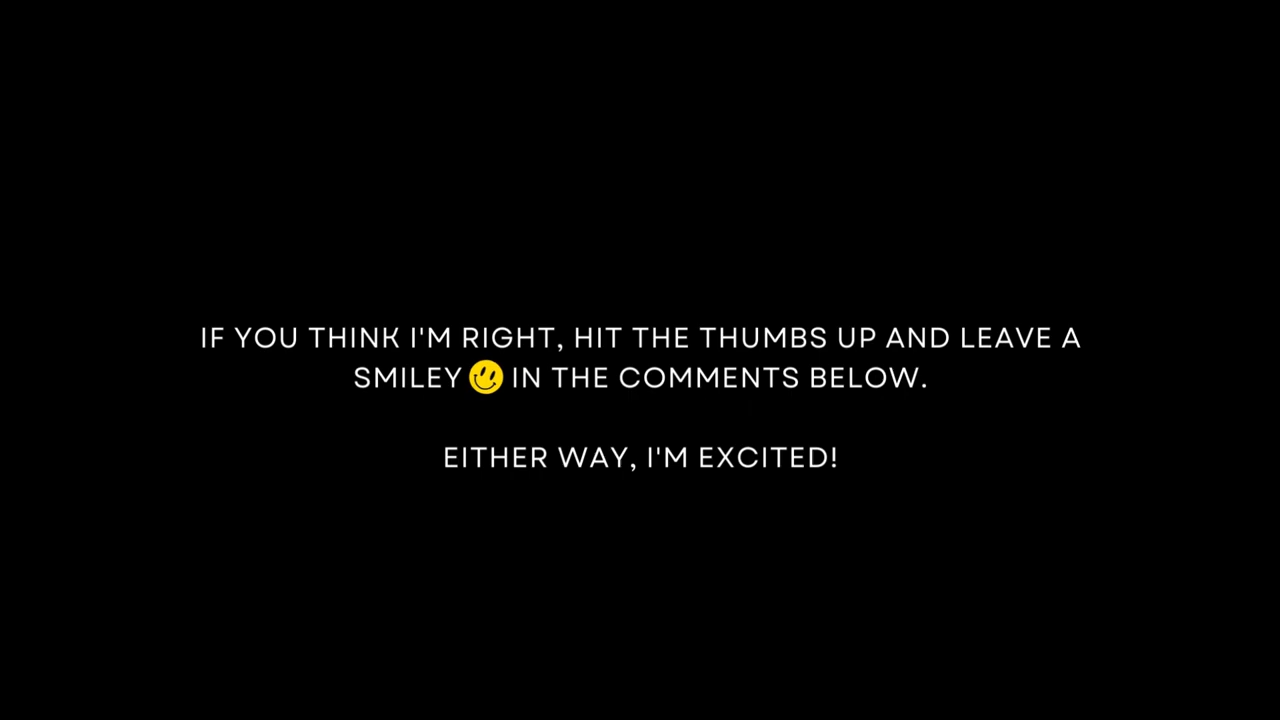 IF YOU THINK I'M RIGHT, HIT THE THUMBS UP AND LEAVE A
SMILEY 🙂 IN THE COMMENTS BELOW.
EITHER WAY, I'M EXCITED!